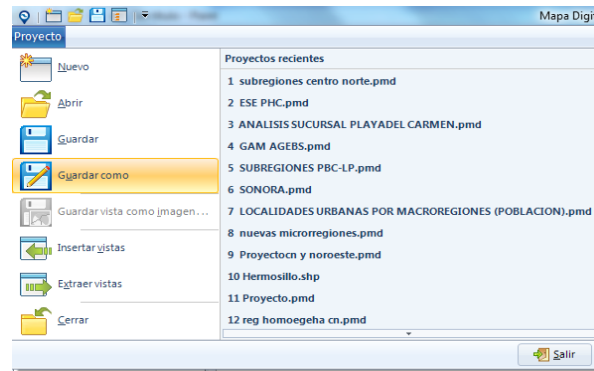 Mapa Digi
Proyecto
Nuevo
Abrir
Guardar
Guardar como
Guardar vista como imagen...
Insertar vistas
Extraer vistas
Cerrar
Proyectos recientes
1 subregiones centro norte.pmd
2 ESE PHC.pmd
3 ANALISIS SUCURSAL PLAYADEL CARMEN.pmd
4 GAM AGEBS.pmd
5 SUBREGIONES PBC-LP.pmd
6 SONORA.pmd
7 LOCALIDADES URBANAS POR MACROREGIONES (POBLACION).pmd
8 nuevas microrregiones.pmd
9 Proyectocn y noroeste.pmd
10 Hermosillo.shp
11 Proyecto.pmd
12 reg homoegeha cn.pmd
Salir